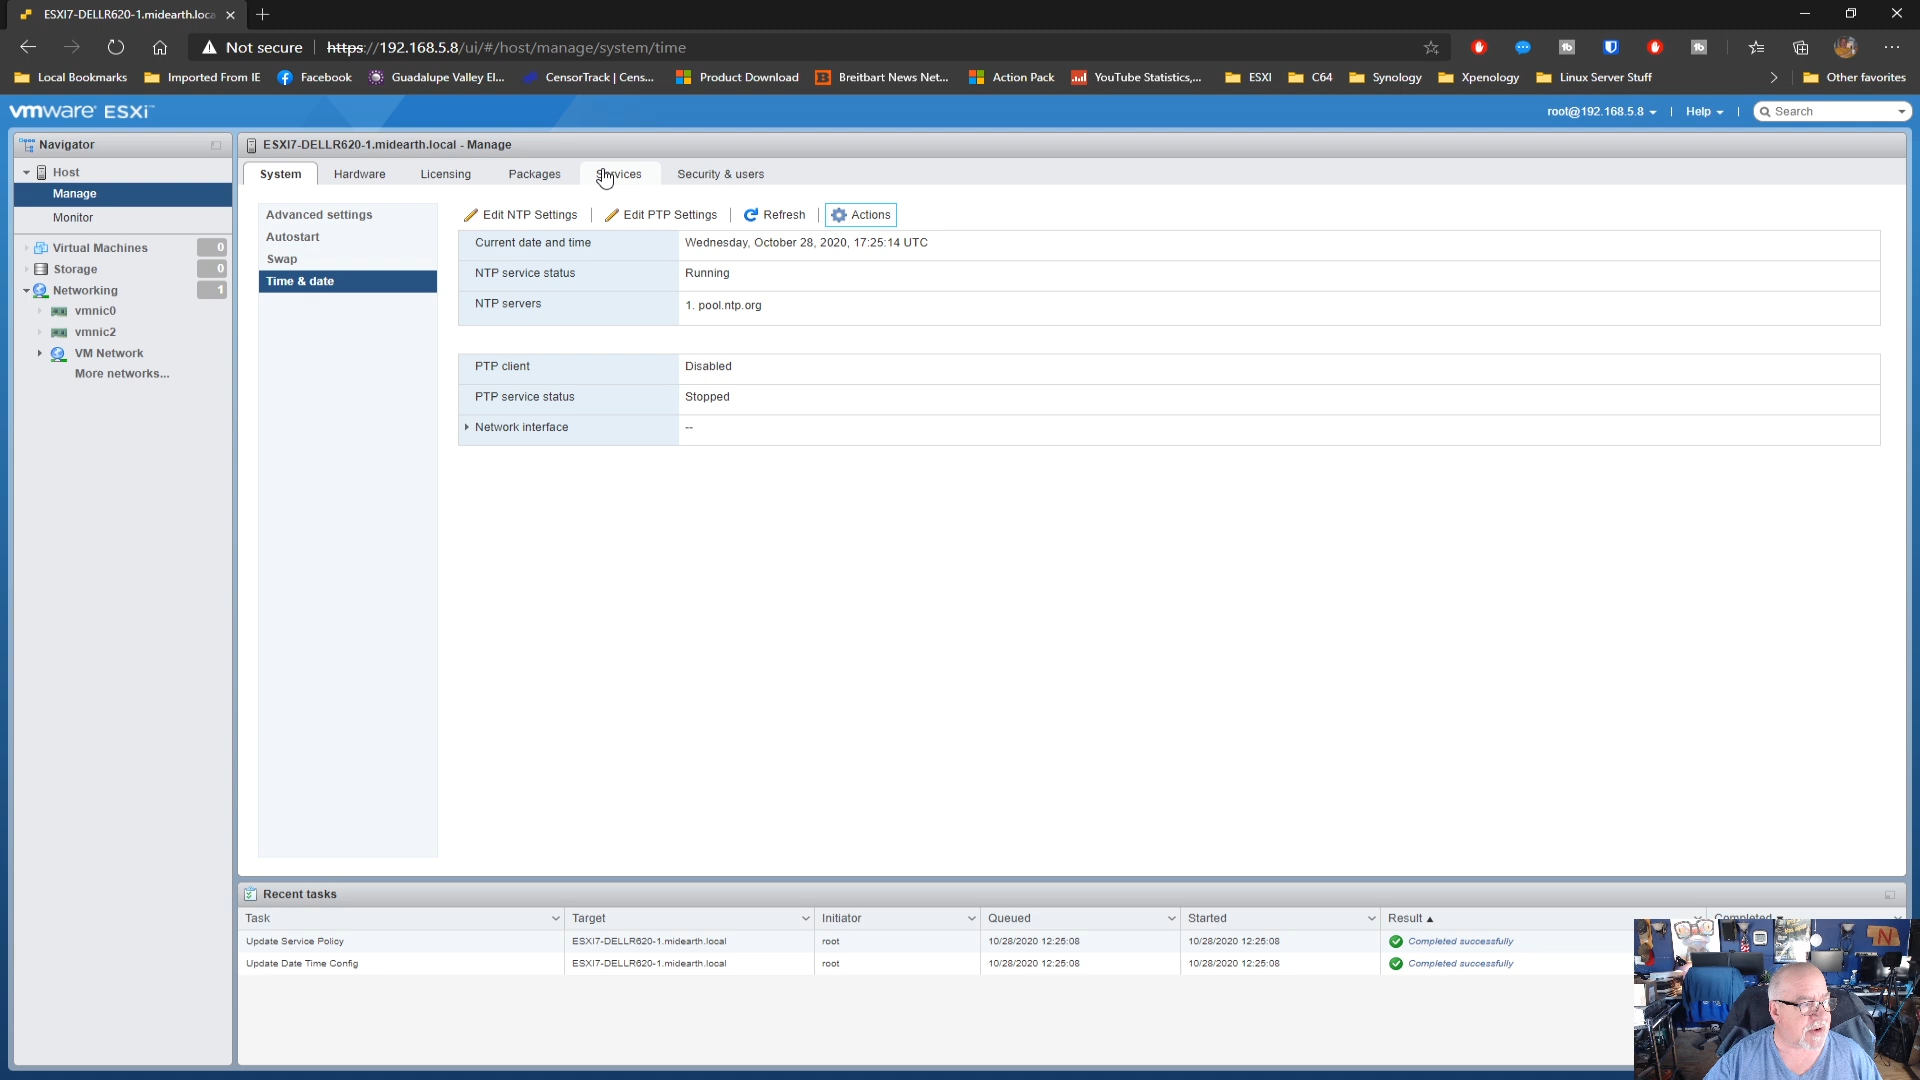 ESXI7-DELLR620-1.midearth.loca
Not secure https://192.168.5.8/ui/#/host/manage/system/time
Local Bookmarks Imported From IE Facebook Guadalupe Valley El... CensorTrack | Cens... Product Download Breitbart News Net... Action Pack YouTube Statistics,... ESXI C64 Synology Xpenology Linux Server Stuff Other favorites
vmware ESXi™ root@192.168.5.8 | Help | Search
Navigator
Host
Manage
Monitor
Virtual Machines 0
Storage 0
Networking 1
vmnic0
vmnic2
VM Network
More networks...
ESXI7-DELLR620-1.midearth.local - Manage
System Hardware Licensing Packages Services Security & users
Advanced settings
Autostart
Swap
Time & date
Edit NTP Settings | Edit PTP Settings | Refresh | Actions
Current date and time Wednesday, October 28, 2020, 17:25:14 UTC
NTP service status Running
NTP servers 1. pool.ntp.org
PTP client Disabled
PTP service status Stopped
Network interface --
Recent tasks
Task Target Initiator Queued Started Result Completed
Update Service Policy ESXI7-DELLR620-1.midearth.local root 10/28/2020 12:25:08 10/28/2020 12:25:08 Completed successfully
Update Date Time Config ESXI7-DELLR620-1.midearth.local root 10/28/2020 12:25:08 10/28/2020 12:25:08 Completed successfully
N